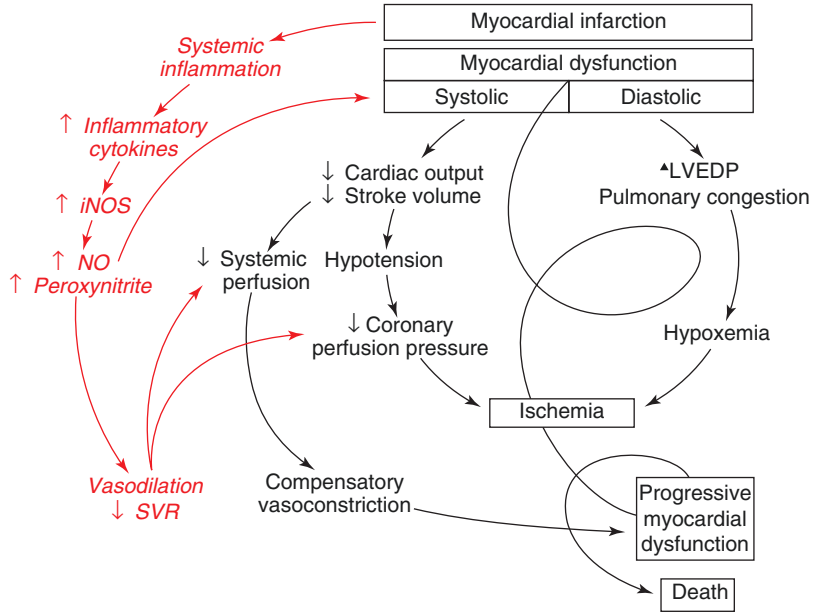 Myocardial infarction
Systemic
inflammation
Myocardial dysfunction
Systolic
Diastolic
↑ Inflammatory
cytokines
↓ Cardiac output
↓ Stroke volume
▲LVEDP
Pulmonary congestion
↑ iNOS
↑ NO
↑ Peroxynitrite
↓ Systemic
perfusion
Hypotension
↓ Coronary
perfusion pressure
Hypoxemia
Ischemia
Vasodilation
↓ SVR
Compensatory
vasoconstriction
Progressive
myocardial
dysfunction
Death